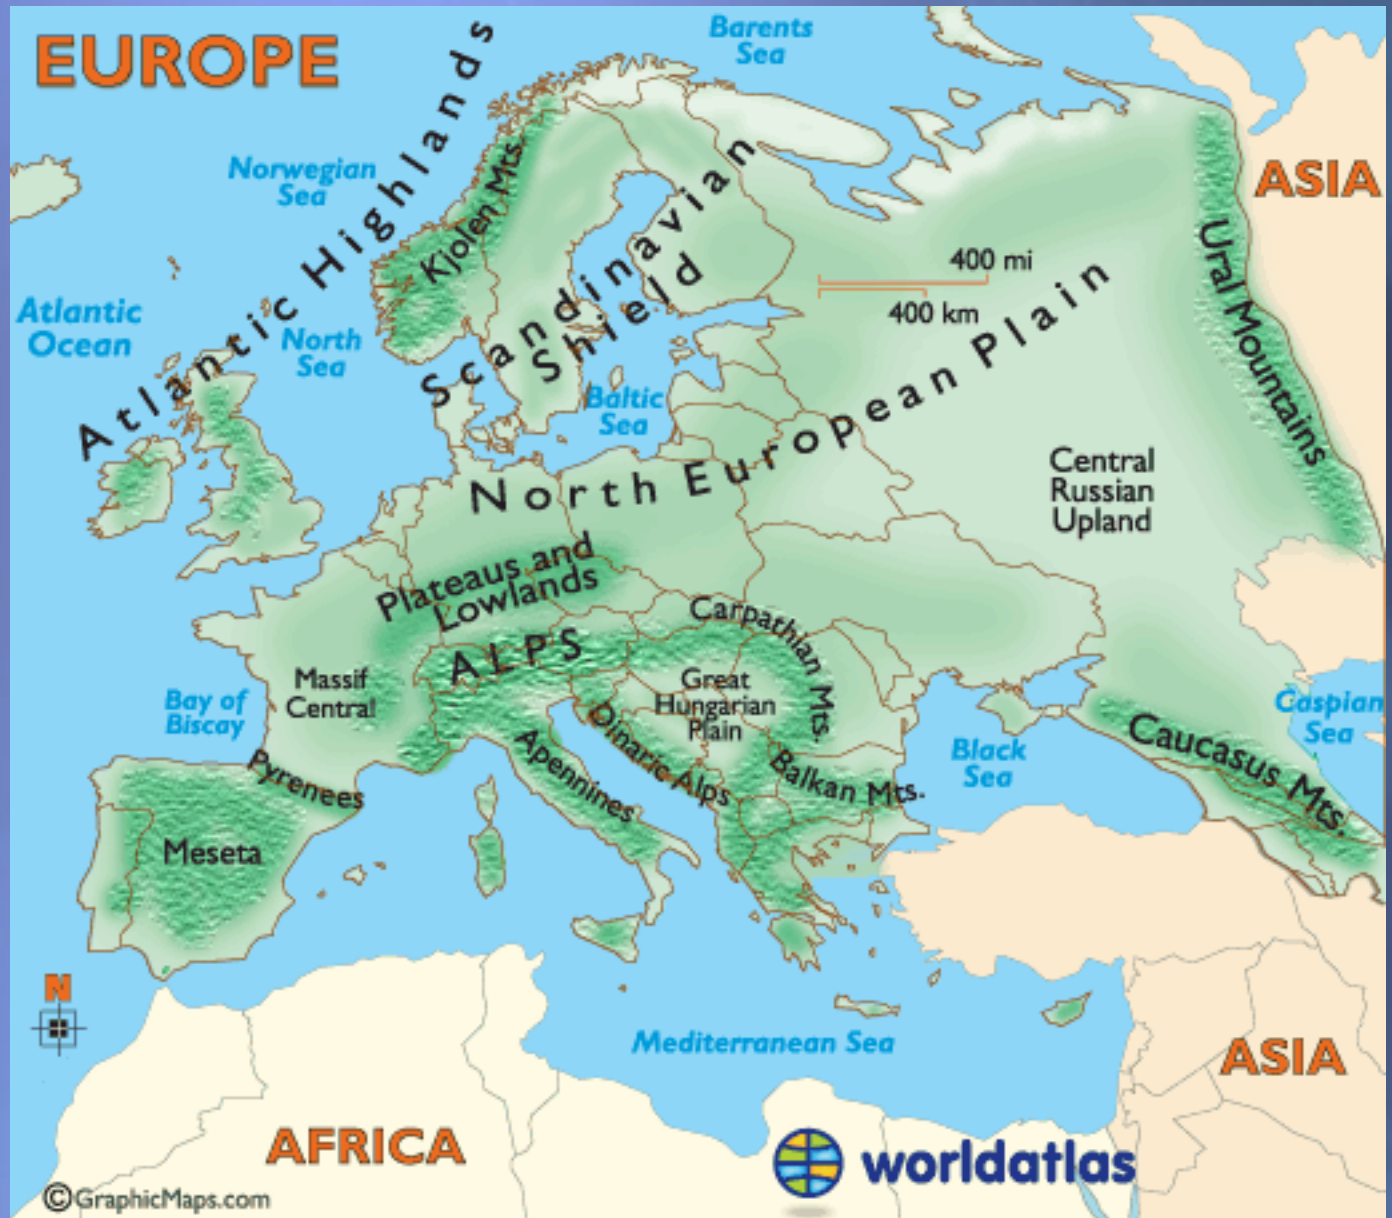 EUROPE
Barents
Sea
Norwegian
Sea
ASIA
Atlantic Highlands
Kjolen Mts.
Scandinavian
Shield
400 mi
400 km
Ural Mountains
Atlantic
Ocean
North
Sea
Baltic
Sea
North European Plain
Central
Russian
Upland
Plateaus and
Lowlands
Carpathian Mts.
ALPS
Massif
Central
Great
Hungarian
Plain
Bay of
Biscay
Caspian
Sea
Pyrenees
Apennines
Dinaric Alps
Balkan Mts.
Black
Sea
Caucasus Mts.
Meseta
N
Mediterranean Sea
ASIA
AFRICA
worldatlas
©GraphicMaps.com